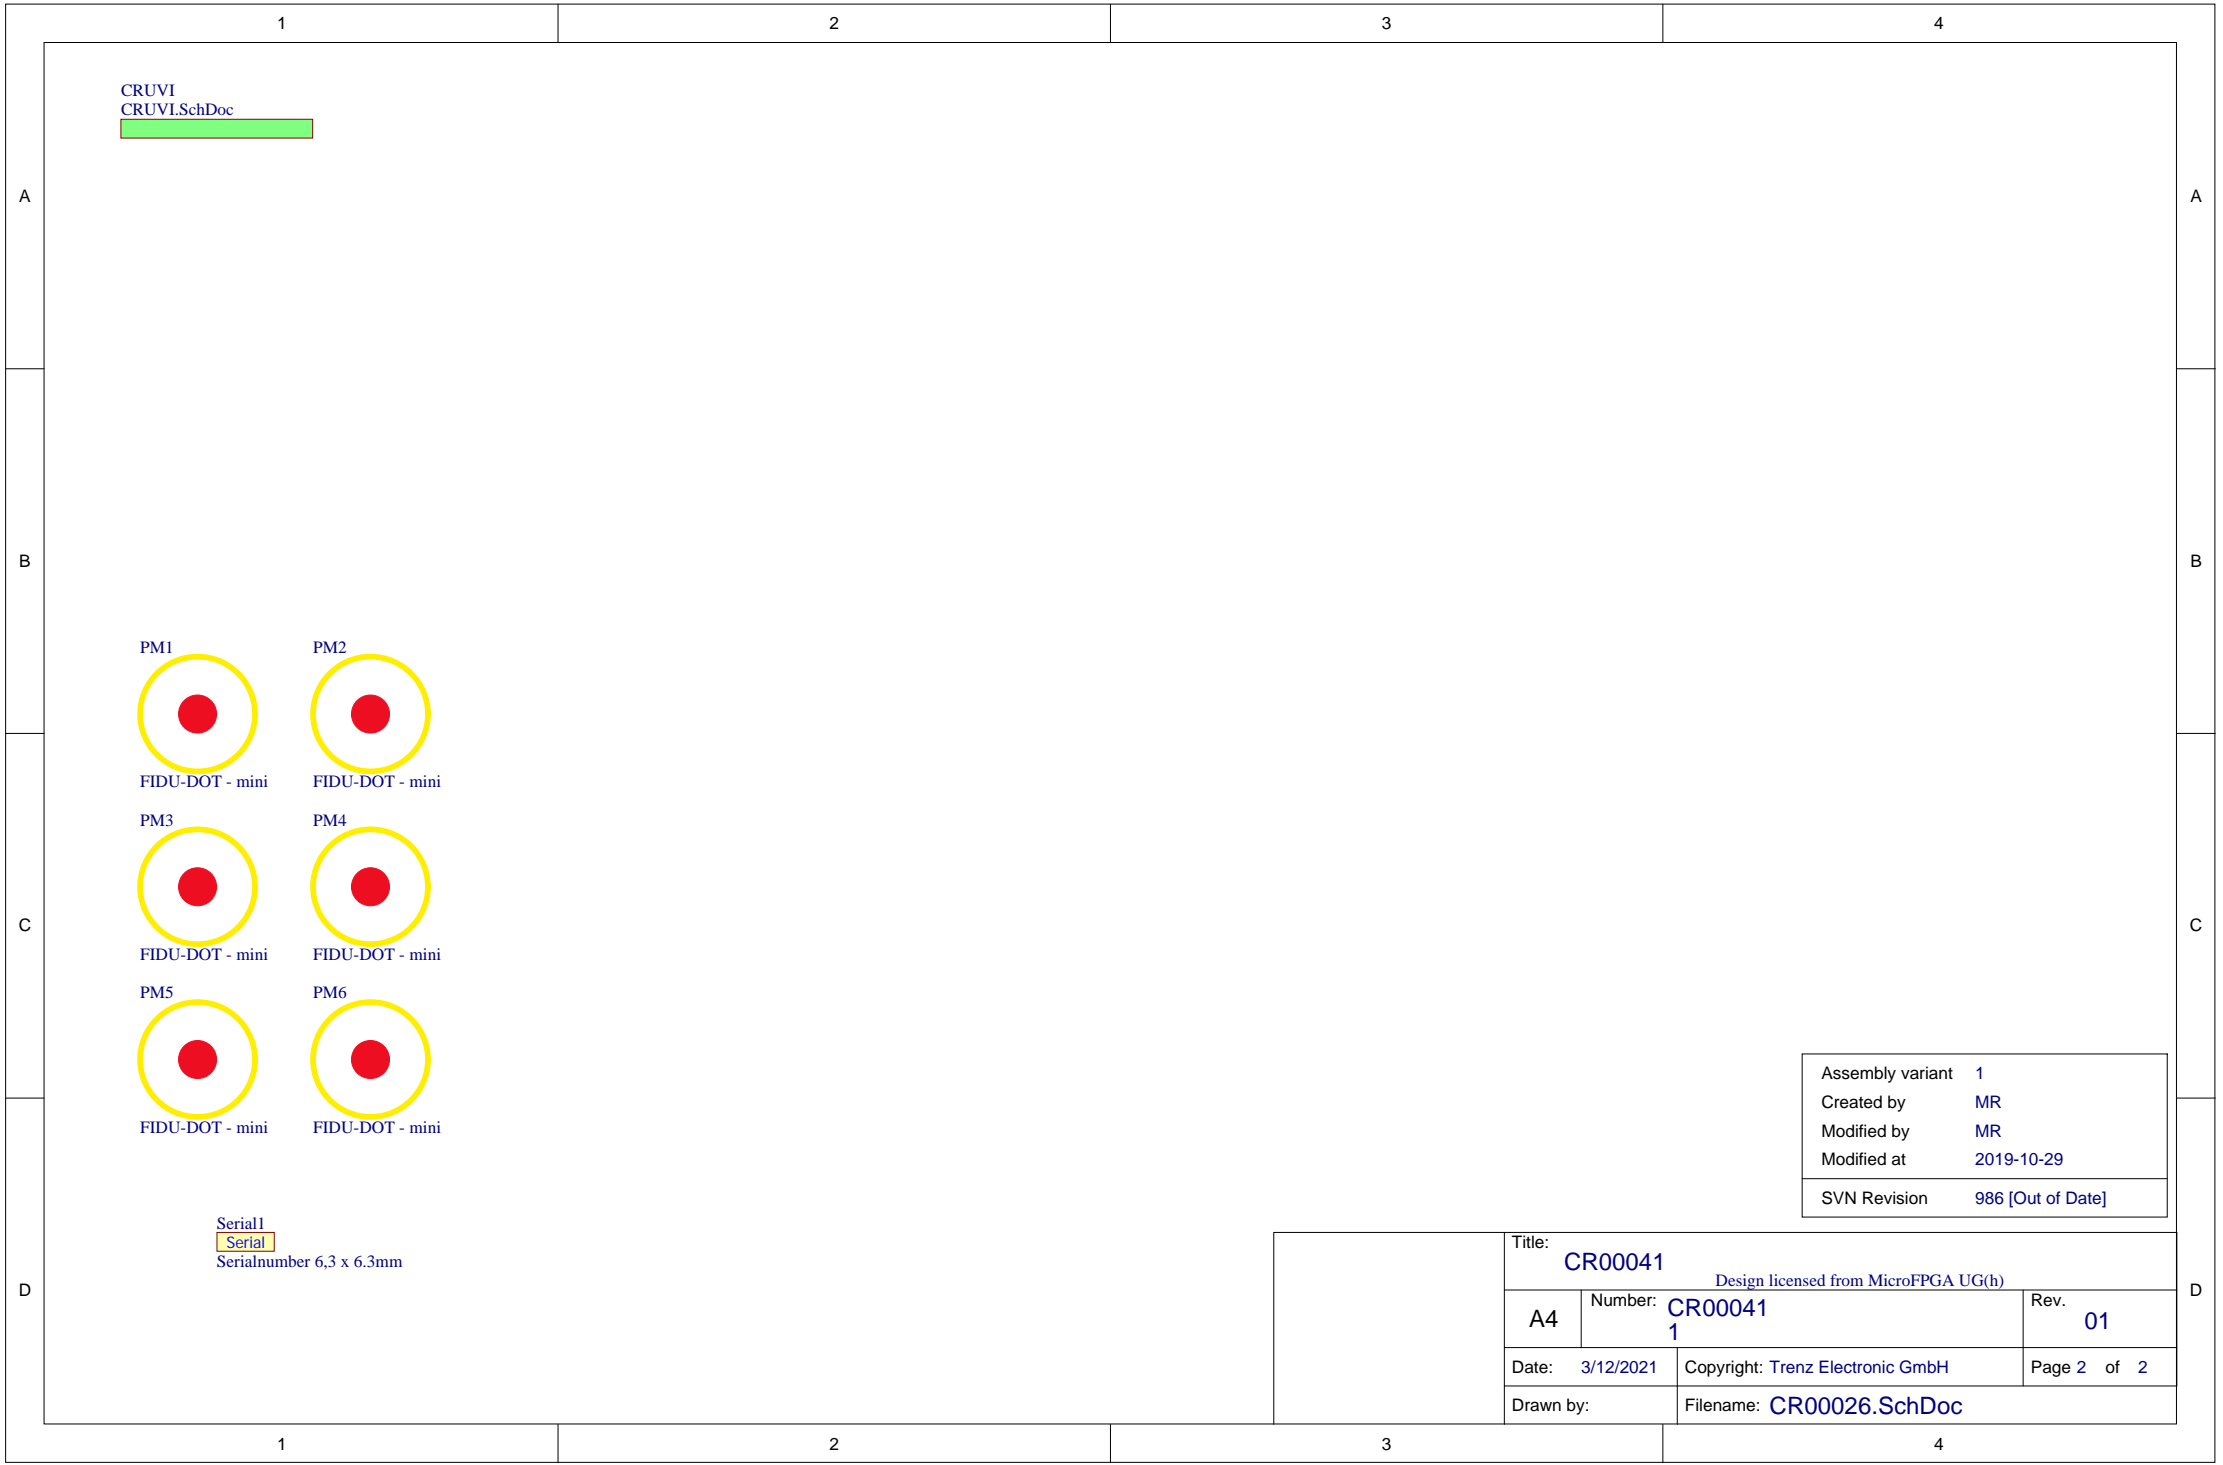 1 2 3 4
CRUVI
CRUVI.SchDoc
A A
B B
PM1 PM2
FIDU-DOT - mini FIDU-DOT - mini
PM3 PM4
C C
FIDU-DOT - mini FIDU-DOT - mini
PM5 PM6
FIDU-DOT - mini FIDU-DOT - mini
Assembly variant 1
Created by MR
Modified by MR
Modified at 2019-10-29
SVN Revision 986 [Out of Date]
Serial1
Serial
Serialnumber 6,3 x 6.3mm
Title:
CR00041
Design licensed from MicroFPGA UG(h)
D D
A4 Number: CR00041 Rev.
1 01
Date: 3/12/2021 Copyright: Trenz Electronic GmbH Page 2 of 2
Drawn by: Filename: CR00026.SchDoc
1 2 3 4